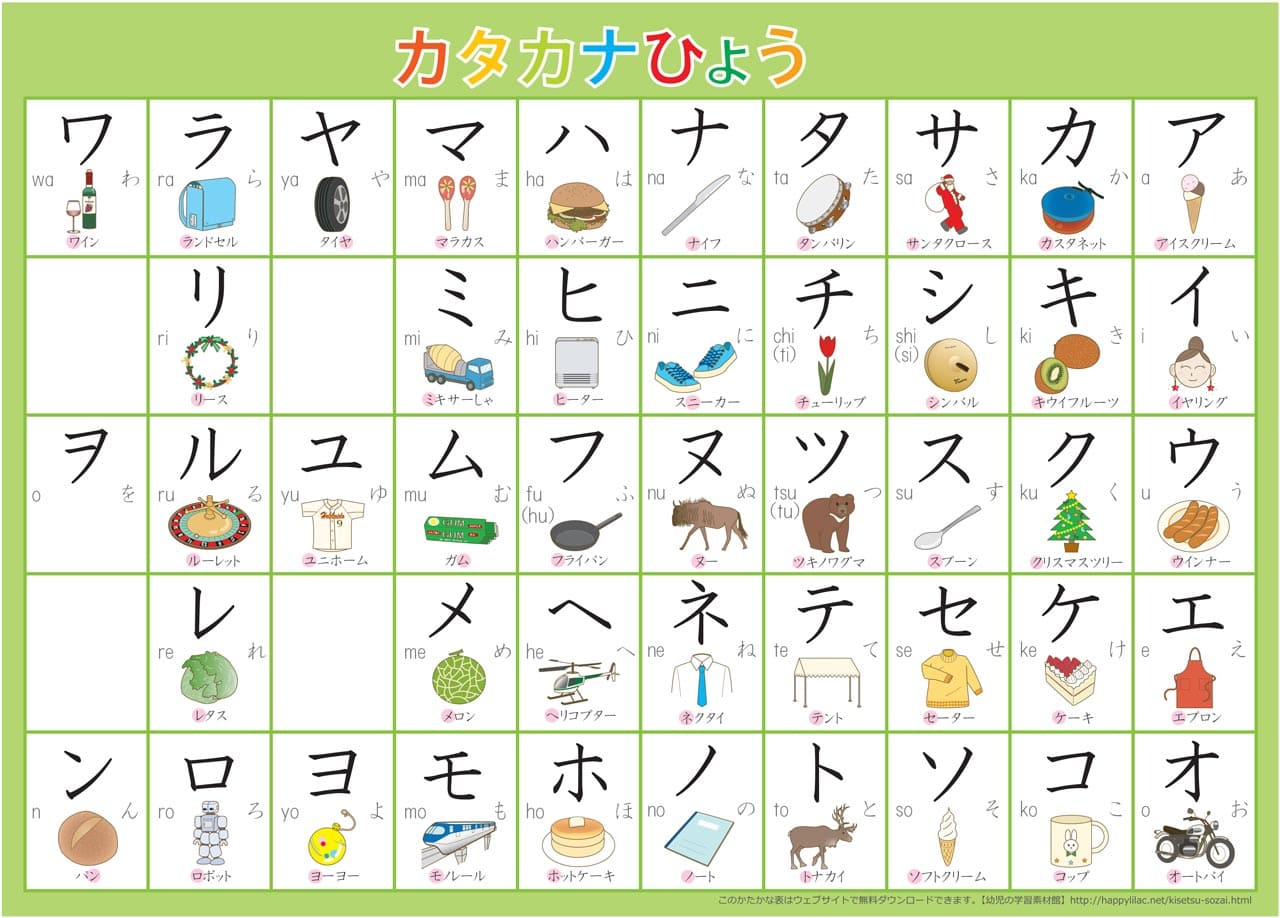 カタカナひょう
ア
a
あ
アイスクリーム
カ
ka
か
カスタネット
サ
sa
さ
サンタクロース
タ
ta
た
タンバリン
ナ
na
な
ナイフ
ハ
ha
は
ハンバーガー
マ
ma
ま
マラカス
ヤ
ya
や
タイヤ
ラ
ra
ら
ランドセル
ワ
wa
わ
ワイン
イ
i
い
イヤリング
キ
ki
き
キウイフルーツ
シ
shi
(si)
し
シンバル
チ
chi
(ti)
ち
チューリップ
ニ
ni
に
スニーカー
ヒ
hi
ひ
ヒーター
ミ
mi
み
ミキサーしゃ
リ
ri
り
リース
ウ
u
う
ウインナー
ク
ku
く
クリスマスツリー
ス
su
す
スプーン
ツ
tsu
(tu)
つ
ツキノワグマ
ヌ
nu
ぬ
ヌー
フ
fu
(hu)
ふ
フライパン
ム
mu
む
GUM
GUM
ガム
ユ
yu
ゆ
Hokkaido
9
ユニホーム
ル
ru
る
ルーレット
ヲ
o
を
エ
e
え
エプロン
ケ
ke
け
ケーキ
セ
se
せ
セーター
テ
te
て
テント
ネ
ne
ね
ネクタイ
ヘ
he
へ
ヘリコプター
メ
me
め
メロン
レ
re
れ
レタス
オ
o
お
オートバイ
コ
ko
こ
コップ
ソ
so
そ
ソフトクリーム
ト
to
と
トナカイ
ノ
no
の
ノート
ホ
ho
ほ
ホットケーキ
モ
mo
も
モノレール
ヨ
yo
よ
ヨーヨー
ロ
ro
ろ
ロボット
ン
n
ん
パン
このかたかな表はウェブサイトで無料ダウンロードできます。【幼児の学習素材館】http://happylilac.net/kisetsu-sozai.html